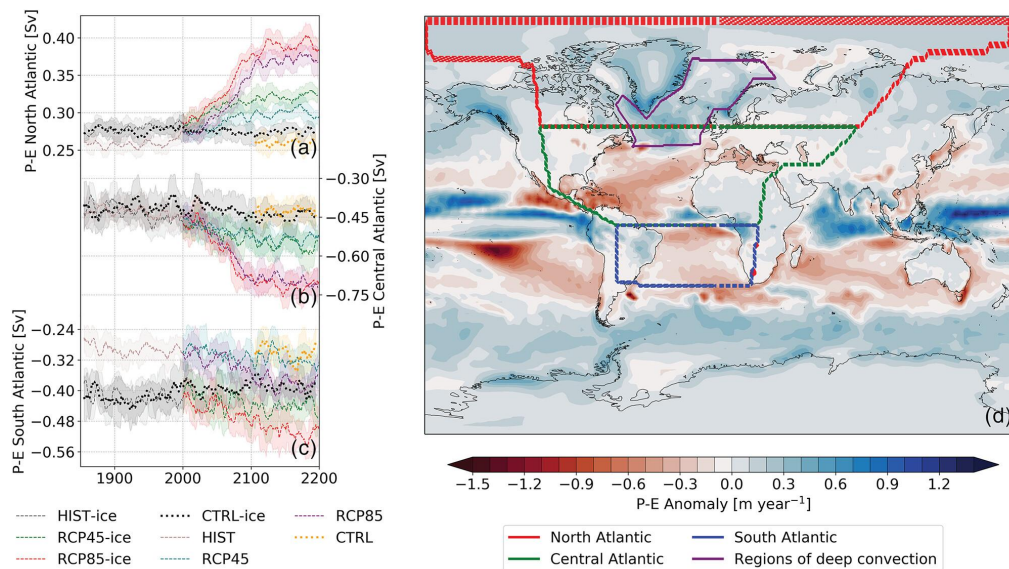 P-E North Atlantic [Sv]
0.40
0.35
0.30
0.25
(a)
−0.30
−0.45
−0.60
−0.75
P-E Central Atlantic [Sv]
(b)
P-E South Atlantic [Sv]
−0.24
−0.32
−0.40
−0.48
−0.56
(c)
1900 2000 2100 2200
HIST-ice CTRL-ice RCP85
RCP45-ice HIST CTRL
RCP85-ice RCP45
(d)
−1.5 −1.2 −0.9 −0.6 −0.3 0.0 0.3 0.6 0.9 1.2
P-E Anomaly [m year⁻¹]
North Atlantic South Atlantic
Central Atlantic Regions of deep convection